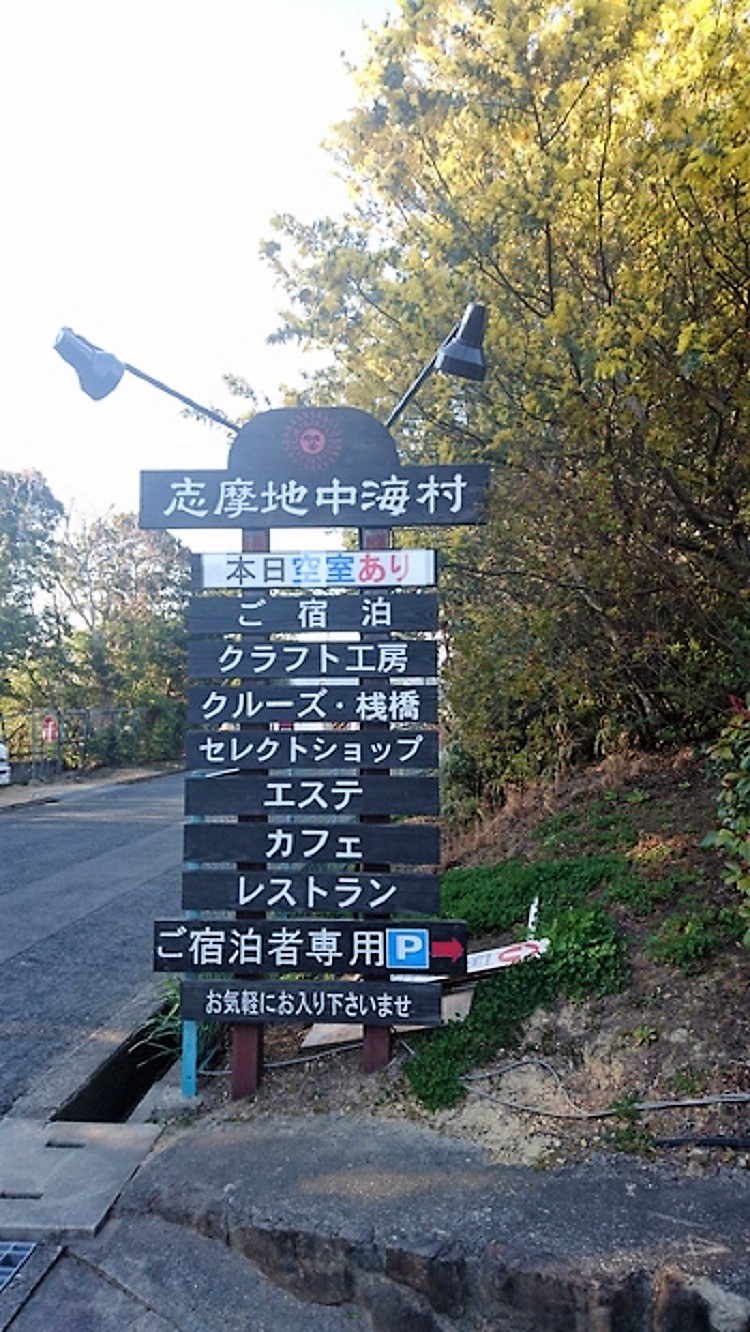 志摩地中海村
本日空室あり
ご宿泊
クラフト工房
クルーズ・桟橋
セレクトショップ
エステ
カフェ
レストラン
ご宿泊者専用P
お気軽にお入り下さいませ